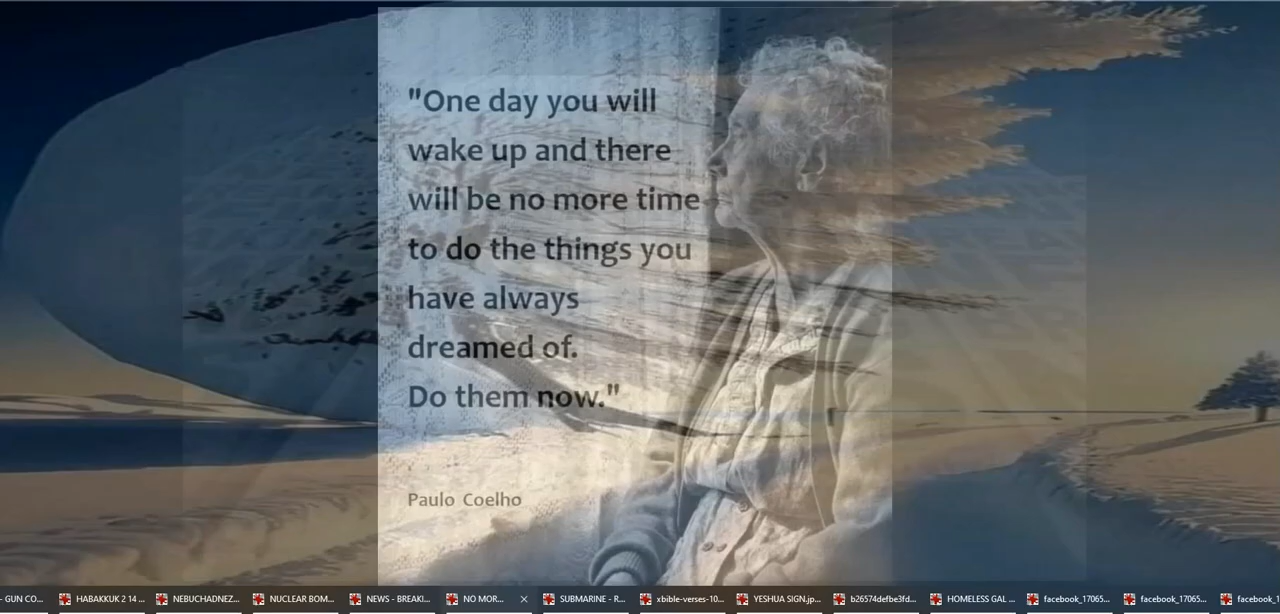 "One day you will
wake up and there
will be no more time
to do the things you
have always
dreamed of.
Do them now."
Paulo Coelho
- GUN CO...
HABAKKUK 2 14 ...
NEBUCHADNEZ...
NUCLEAR BOM...
NEWS - BREAKI...
NO MOR...
SUBMARINE - R...
xbible-verses-10...
YESHUA SIGN.jp...
b26574defbe3fd...
HOMELESS GAL ...
facebook_17065...
facebook_17065...
facebook_1